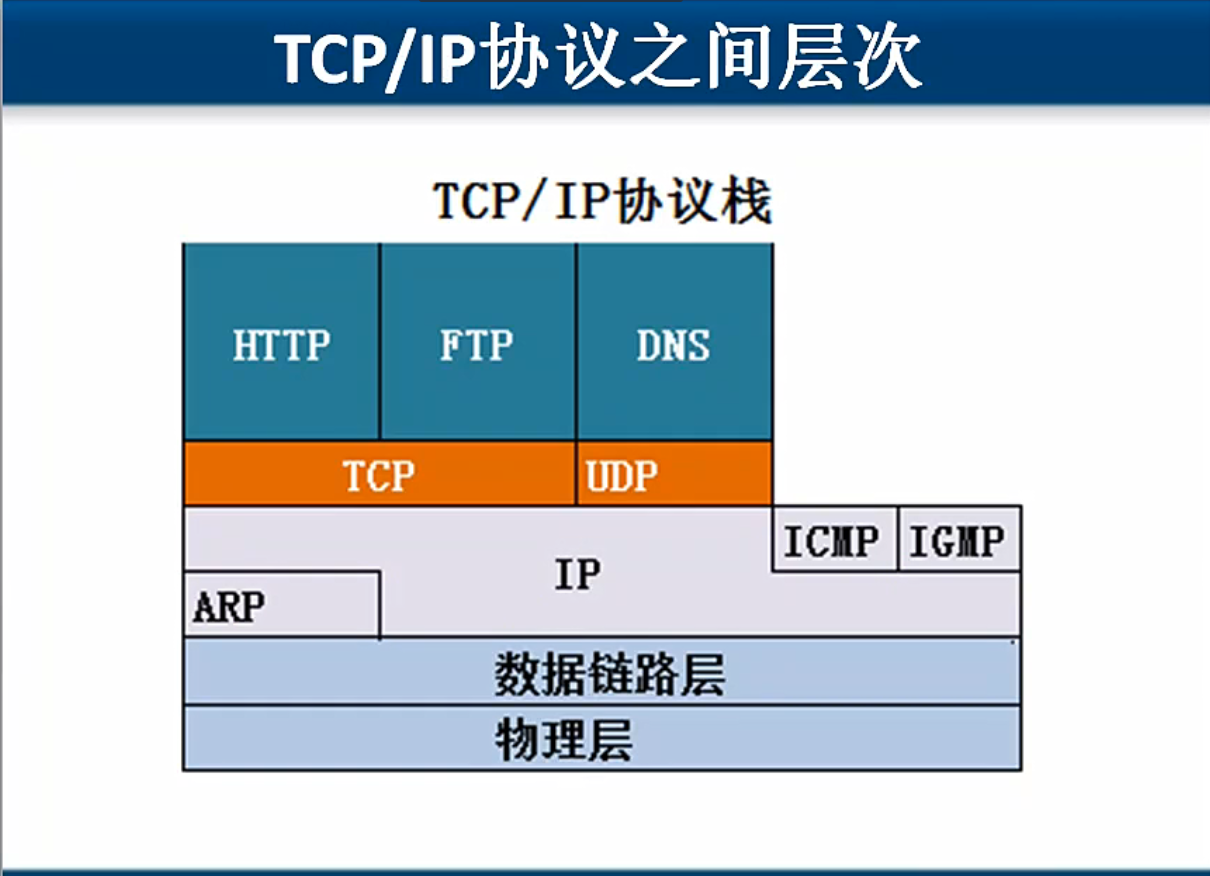 TCP/IP协议之间层次
TCP/IP协议栈
HTTP FTP DNS
TCP UDP
ICMP IGMP
IP
ARP
数据链路层
物理层